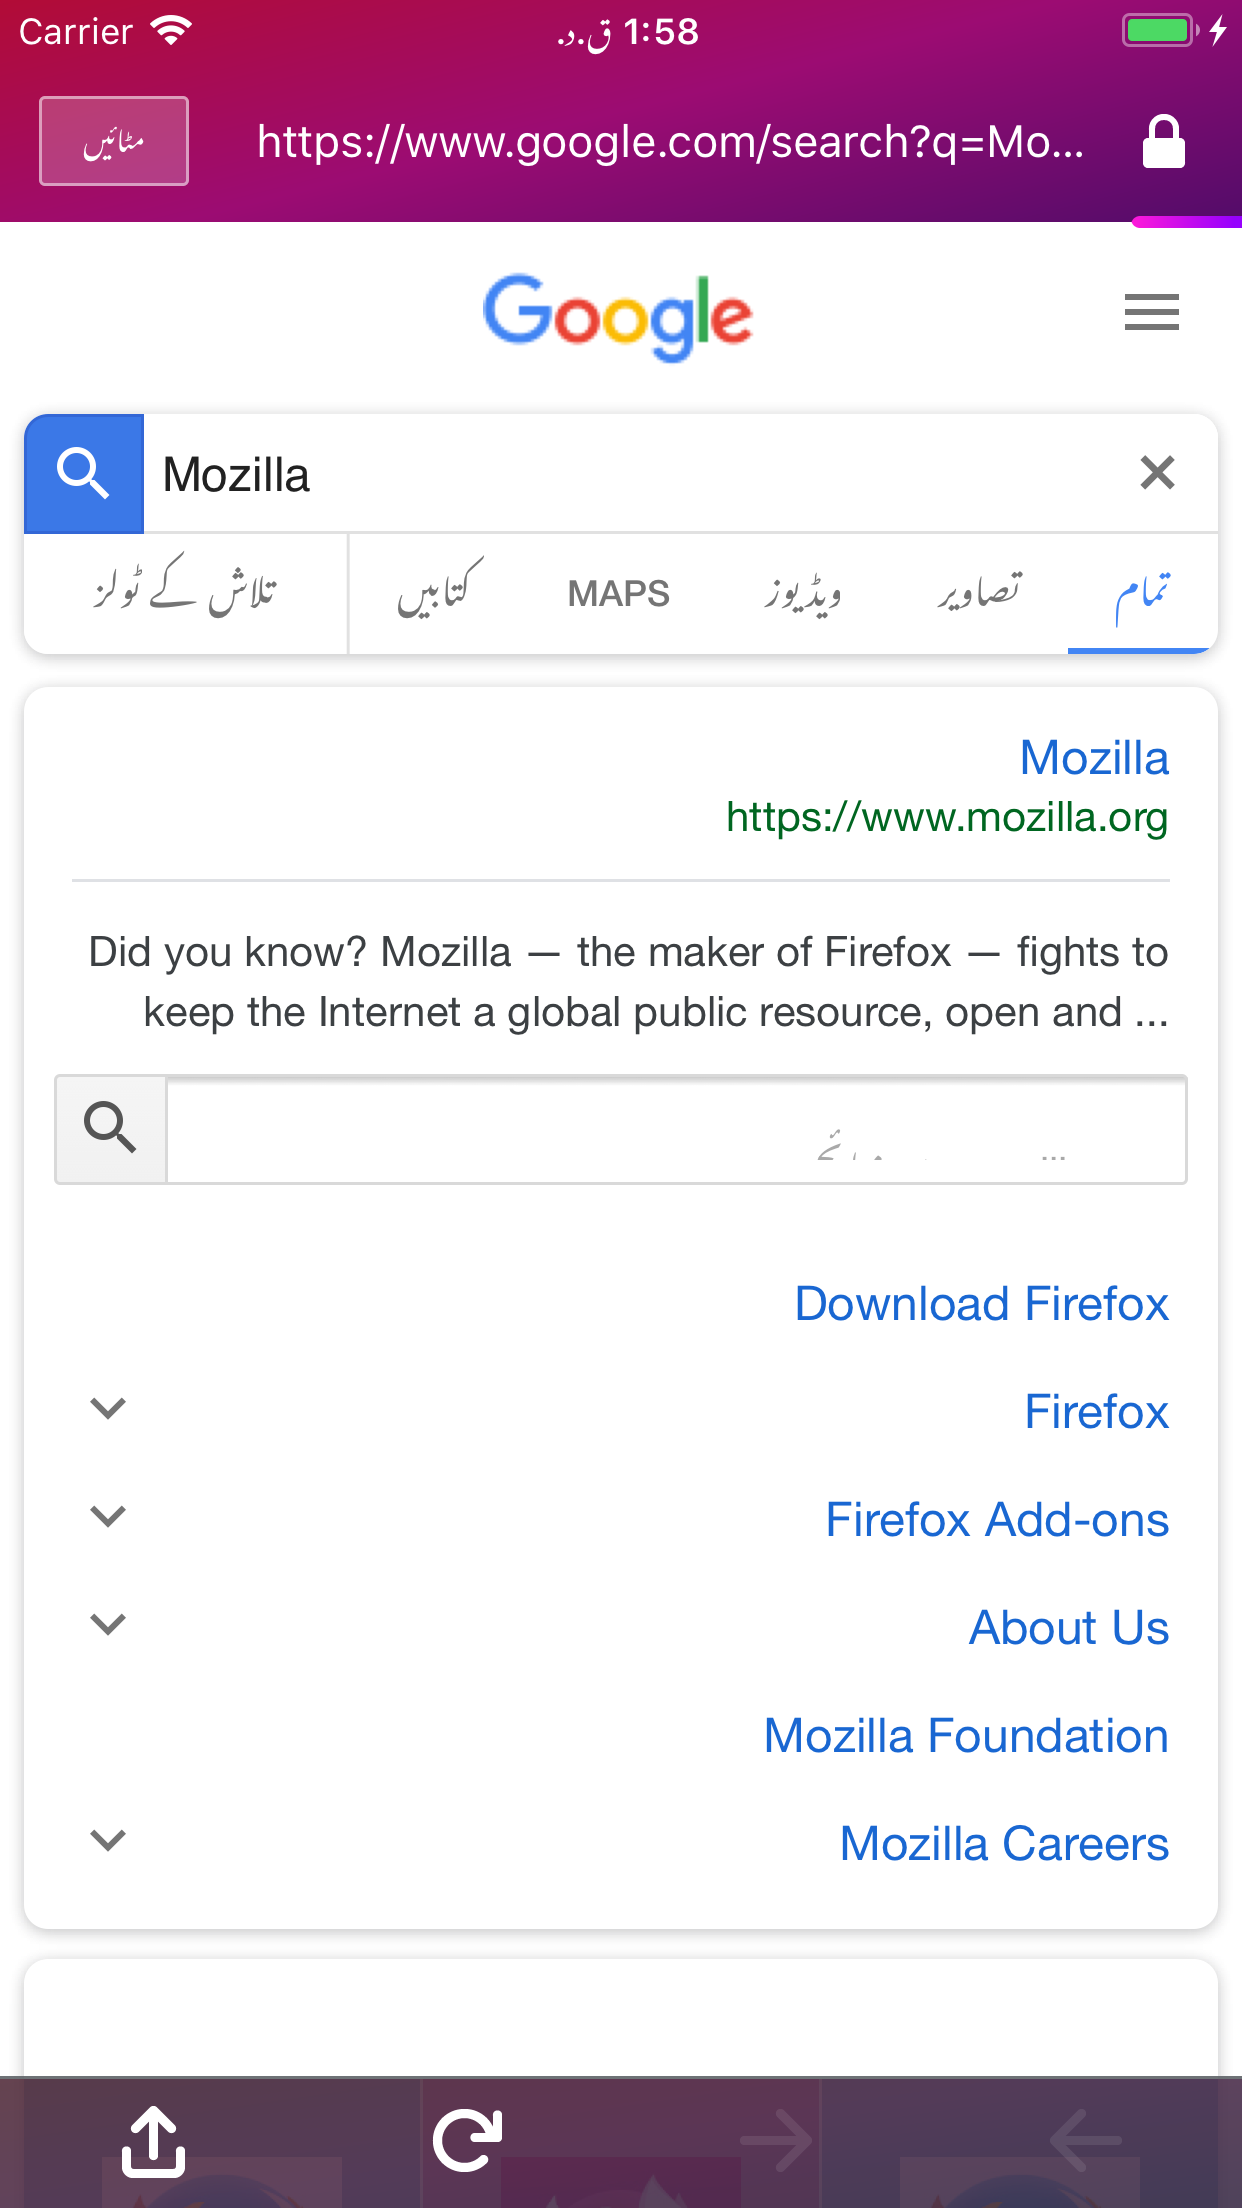 Carrier 1:58 ق.د.
مٹائیں https://www.google.com/search?q=Mo...
Google
Mozilla
تمام تصاویر ویڈیوز MAPS کتابیں تلاش کے ٹولز
Mozilla
https://www.mozilla.org
Did you know? Mozilla — the maker of Firefox — fights to
keep the Internet a global public resource, open and ...
Download Firefox
Firefox
Firefox Add-ons
About Us
Mozilla Foundation
Mozilla Careers